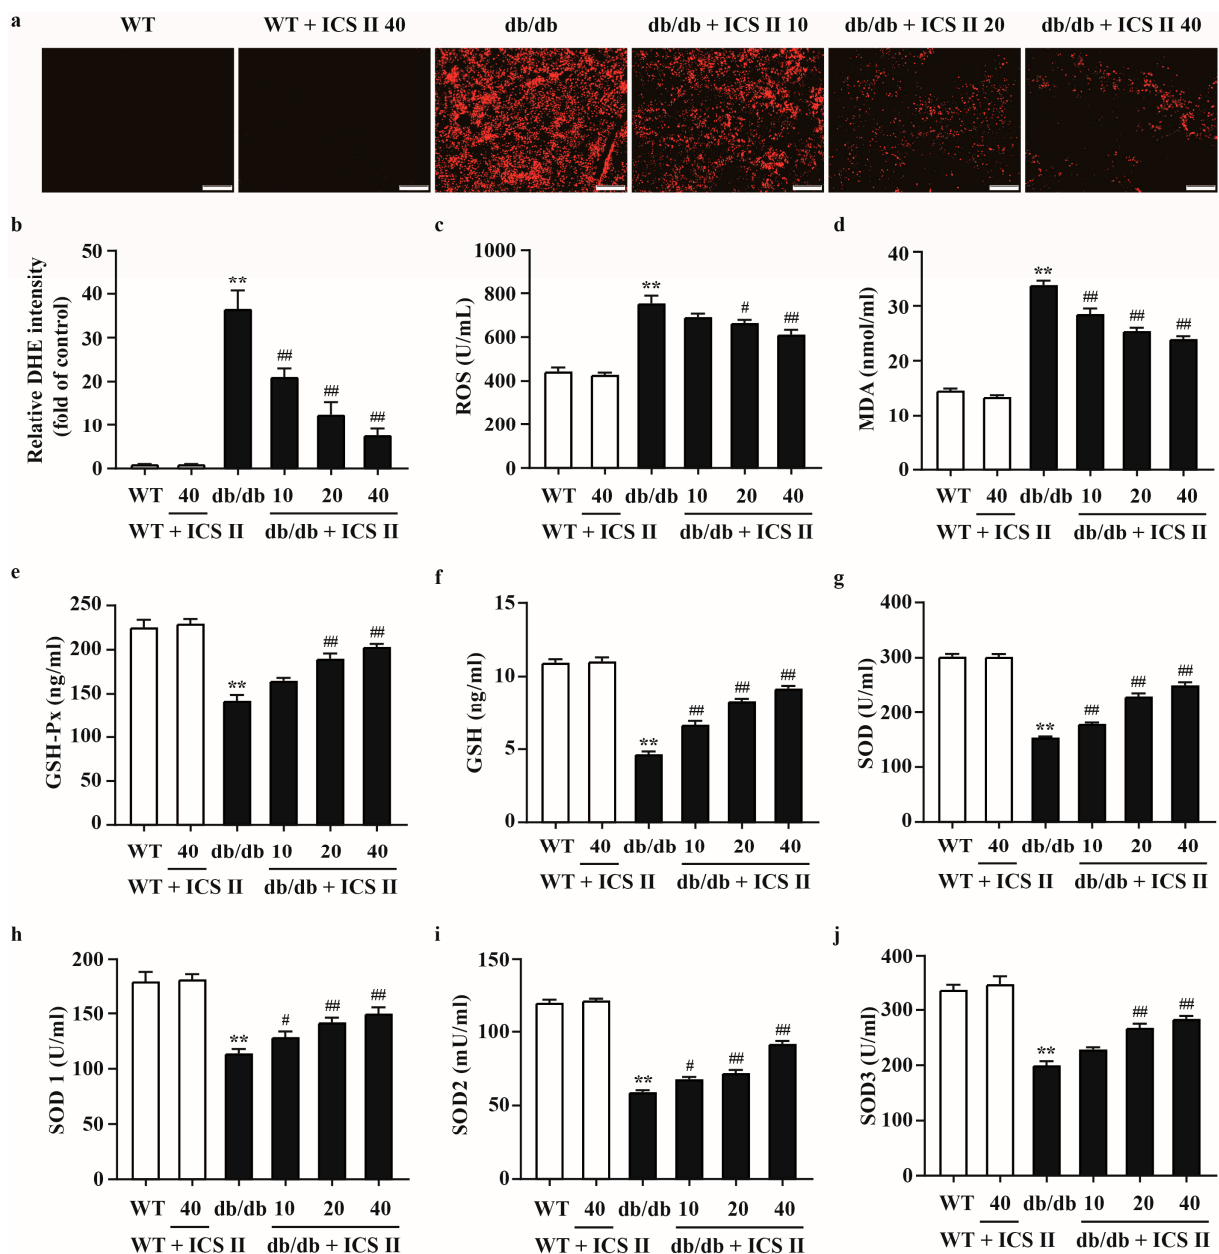 a WT WT + ICS II 40 db/db db/db + ICS II 10 db/db + ICS II 20 db/db + ICS II 40
b
Relative DHE intensity
(fold of control)
50
40
30
20
10
0
**
##
##
##
WT 40 db/db 10 20 40
WT + ICS II db/db + ICS II
c
ROS (U/mL)
1000
800
600
400
200
0
**
#
##
WT 40 db/db 10 20 40
WT + ICS II db/db + ICS II
d
MDA (nmol/ml)
40
30
20
10
0
**
##
##
##
WT 40 db/db 10 20 40
WT + ICS II db/db + ICS II
e
GSH-Px (ng/ml)
250
200
150
100
50
0
**
##
##
WT 40 db/db 10 20 40
WT + ICS II db/db + ICS II
f
GSH (ng/ml)
15
10
5
0
**
##
##
##
WT 40 db/db 10 20 40
WT + ICS II db/db + ICS II
g
SOD (U/ml)
400
300
200
100
0
**
##
##
##
WT 40 db/db 10 20 40
WT + ICS II db/db + ICS II
h
SOD 1 (U/ml)
200
150
100
50
0
**
#
##
##
WT 40 db/db 10 20 40
WT + ICS II db/db + ICS II
i
SOD2 (mU/ml)
150
100
50
0
**
#
##
##
WT 40 db/db 10 20 40
WT + ICS II db/db + ICS II
j
SOD3 (U/ml)
400
300
200
100
0
**
##
##
WT 40 db/db 10 20 40
WT + ICS II db/db + ICS II